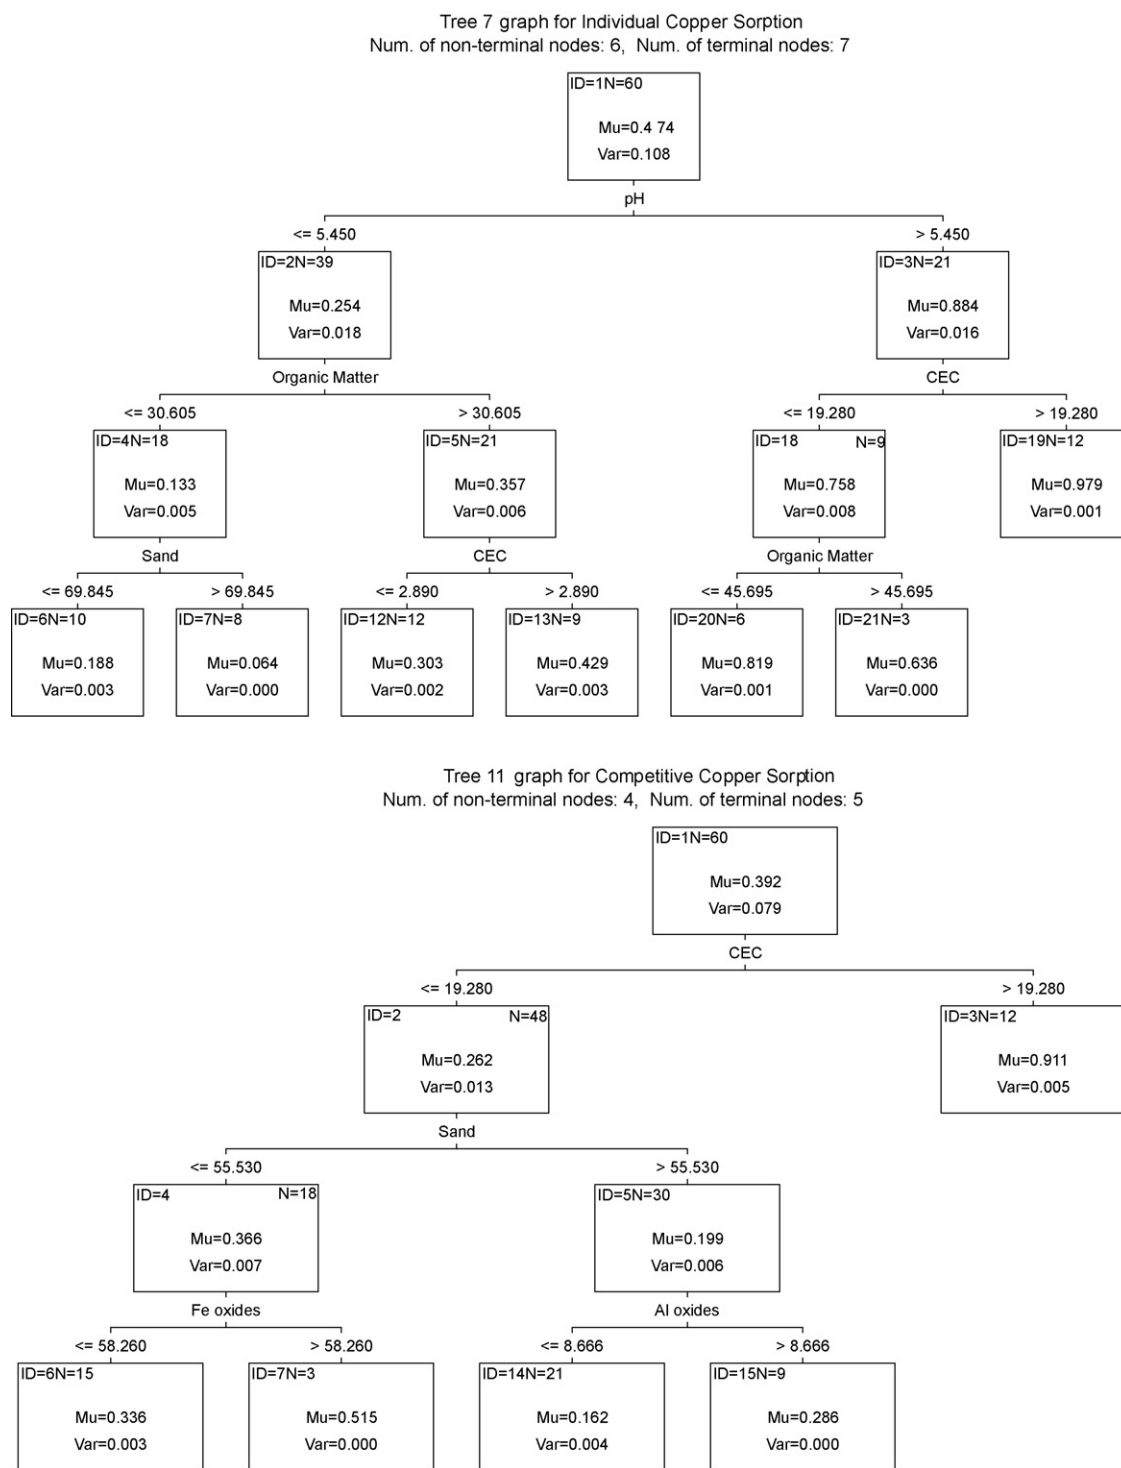 Tree 7 graph for Individual Copper Sorption
Num. of non-terminal nodes: 6, Num. of terminal nodes: 7
ID=1N=60
Mu=0.4 74
Var=0.108
pH
<= 5.450
> 5.450
ID=2N=39
Mu=0.254
Var=0.018
ID=3N=21
Mu=0.884
Var=0.016
Organic Matter
CEC
<= 30.605
> 30.605
<= 19.280
> 19.280
ID=4N=18
Mu=0.133
Var=0.005
ID=5N=21
Mu=0.357
Var=0.006
ID=18 N=9
Mu=0.758
Var=0.008
ID=19N=12
Mu=0.979
Var=0.001
Sand
CEC
Organic Matter
<= 69.845
> 69.845
<= 2.890
> 2.890
<= 45.695
> 45.695
ID=6N=10
Mu=0.188
Var=0.003
ID=7N=8
Mu=0.064
Var=0.000
ID=12N=12
Mu=0.303
Var=0.002
ID=13N=9
Mu=0.429
Var=0.003
ID=20N=6
Mu=0.819
Var=0.001
ID=21N=3
Mu=0.636
Var=0.000
Tree 11 graph for Competitive Copper Sorption
Num. of non-terminal nodes: 4, Num. of terminal nodes: 5
ID=1N=60
Mu=0.392
Var=0.079
CEC
<= 19.280
> 19.280
ID=2 N=48
Mu=0.262
Var=0.013
ID=3N=12
Mu=0.911
Var=0.005
Sand
<= 55.530
> 55.530
ID=4 N=18
Mu=0.366
Var=0.007
ID=5N=30
Mu=0.199
Var=0.006
Fe oxides
Al oxides
<= 58.260
> 58.260
<= 8.666
> 8.666
ID=6N=15
Mu=0.336
Var=0.003
ID=7N=3
Mu=0.515
Var=0.000
ID=14N=21
Mu=0.162
Var=0.004
ID=15N=9
Mu=0.286
Var=0.000